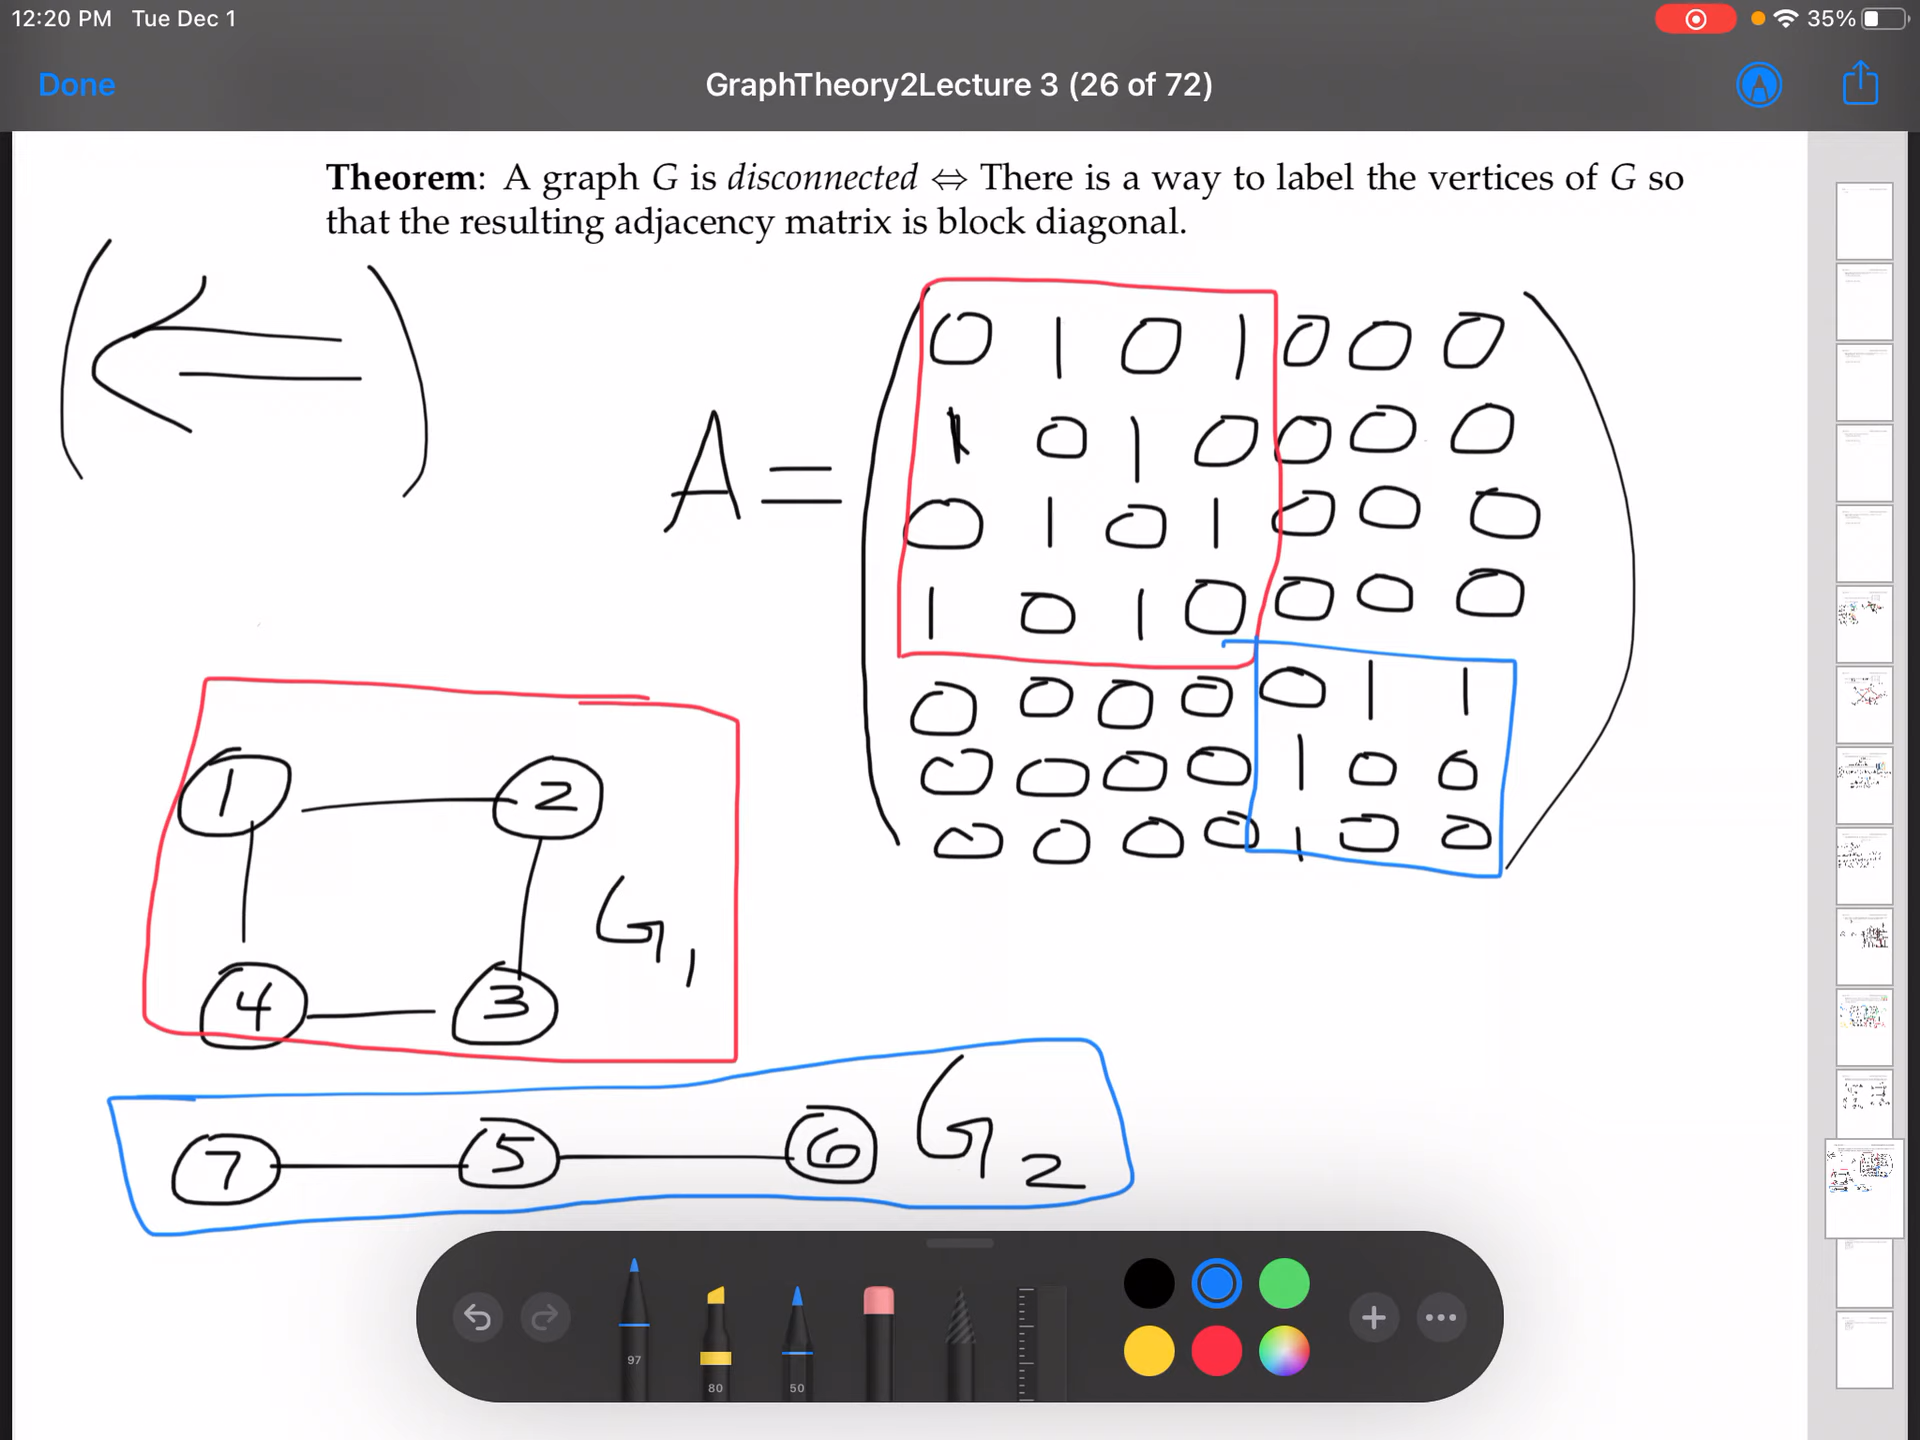 12:20 PM Tue Dec 1 35%
Done GraphTheory2Lecture 3 (26 of 72)
Theorem: A graph G is disconnected ⇔ There is a way to label the vertices of G so
that the resulting adjacency matrix is block diagonal.
(⇐)
A = (
0 1 0 1 0 0 0
1 0 1 0 0 0 0
0 1 0 1 0 0 0
1 0 1 0 0 0 0
0 0 0 0 0 1 1
0 0 0 0 1 0 0
0 0 0 0 1 0 0
)
1 2
G1
4 3
7 5 6 G2
97 80 50